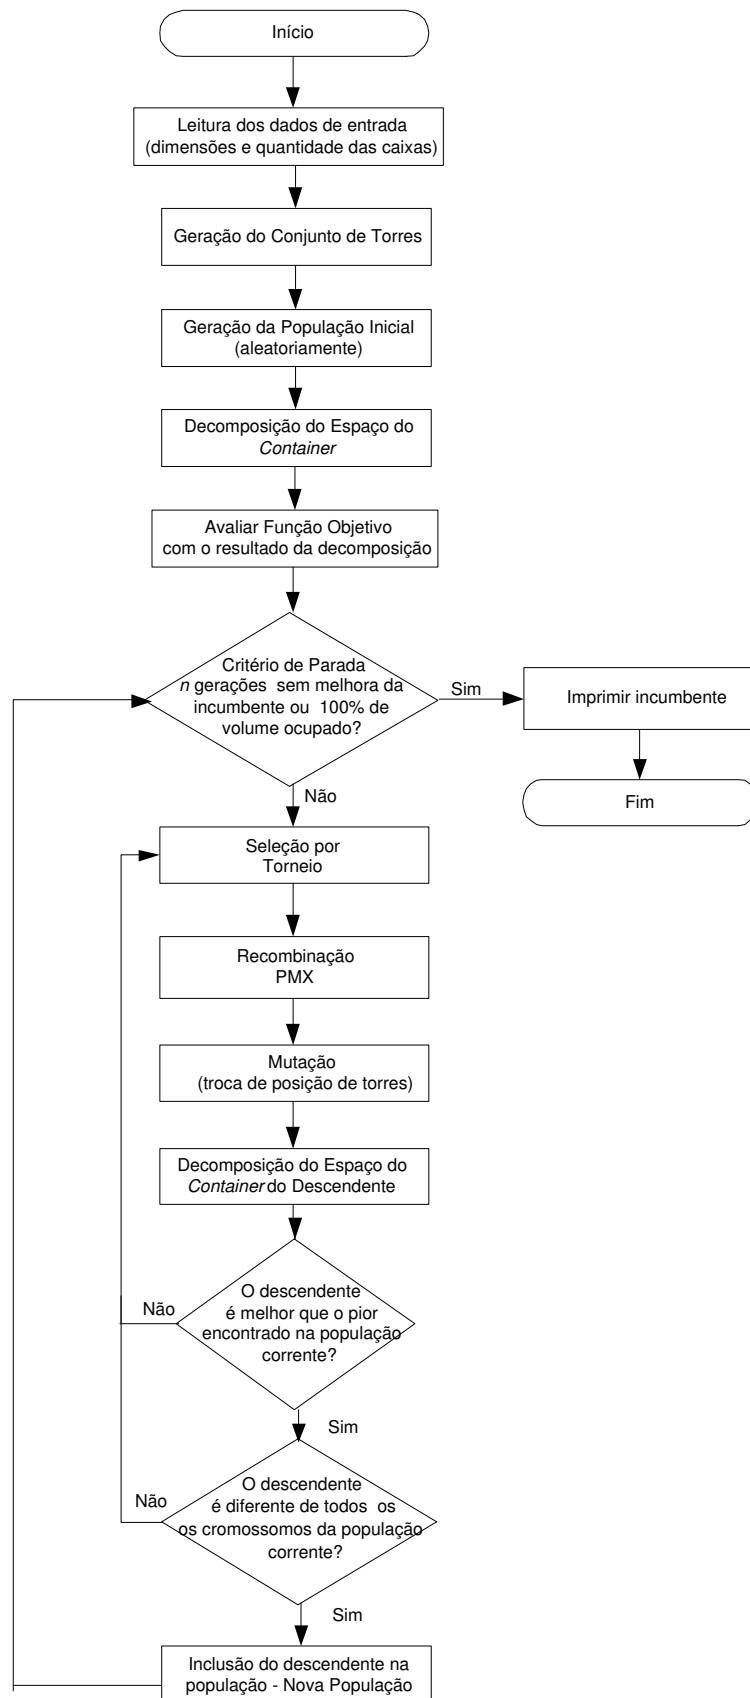 Início
Leitura dos dados de entrada
(dimensões e quantidade das caixas)
Geração do Conjunto de Torres
Geração da População Inicial
(aleatoriamente)
Decomposição do Espaço do
Container
Avaliar Função Objetivo
com o resultado da decomposição
Critério de Parada
n gerações sem melhora da
incumbente ou 100% de
volume ocupado?
Sim
Imprimir incumbente
Fim
Não
Seleção por
Torneio
Recombinação
PMX
Mutação
(troca de posição de torres)
Decomposição do Espaço do
Container do Descendente
O descendente
é melhor que o pior
encontrado na população
corrente?
Não
Sim
O descendente
é diferente de todos os
os cromossomos da população
corrente?
Não
Sim
Inclusão do descendente na
população - Nova População